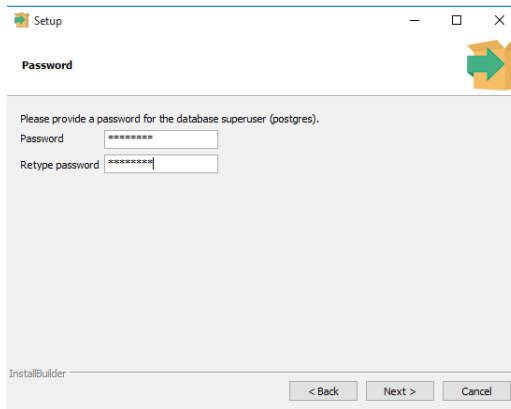 Setup
Password
Please provide a password for the database superuser (postgres).
Password ********
Retype password ********
InstallBuilder
< Back Next > Cancel